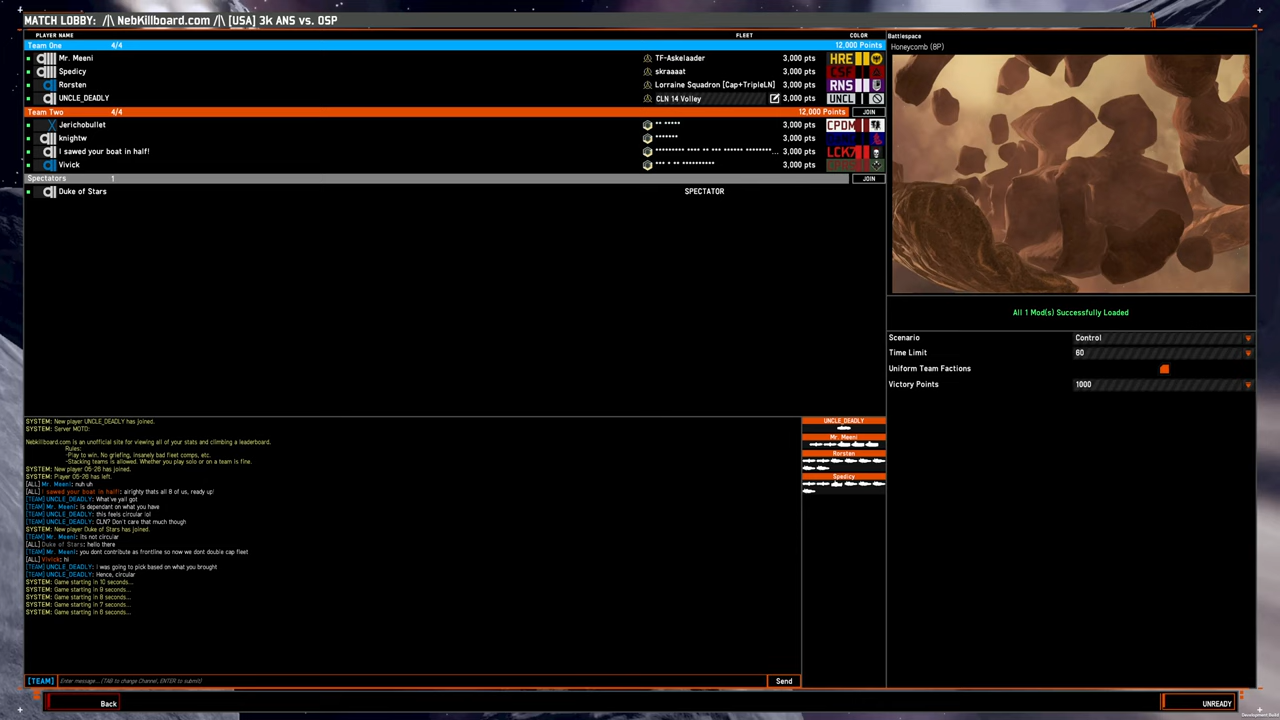 MATCH LOBBY: /|\ NebKillboard.com /|\ [USA] 3k ANS vs. OSP
PLAYER NAME FLEET COLOR
Team One 4/4 12,000 Points
Mr. Meeni TF-Askelaader 3,000 pts HRE
Spedicy skraaaat 3,000 pts CSF
Rorsten Lorraine Squadron [Cap+TripleLN] 3,000 pts RNS
UNCLE_DEADLY CLN 14 Volley 3,000 pts UNCL
Team Two 4/4 12,000 Points JOIN
Jerichobullet ** ***** 3,000 pts CPDM
knightw ******* 3,000 pts
I sawed your boat in half! ********* **** ** *** ****** ********... 3,000 pts LCK7
Vivick *** * ** ********** 3,000 pts
Spectators 1 JOIN
Duke of Stars SPECTATOR
Battlespace
Honeycomb (8P)
All 1 Mod(s) Successfully Loaded
Scenario Control
Time Limit 60
Uniform Team Factions
Victory Points 1000
SYSTEM: New player UNCLE_DEADLY has joined.
SYSTEM: Server MOTD:
Nebkillboard.com is an unofficial site for viewing all of your stats and climbing a leaderboard.
Rules:
-Play to win. No griefing, insanely bad fleet comps, etc.
-Stacking teams is allowed. Whether you play solo or on a team is fine.
SYSTEM: New player 05-28 has joined.
SYSTEM: Player 05-28 has left.
[ALL] Mr. Meeni: nuh uh
[ALL] I sawed your boat in half!: airighty thats all 8 of us, ready up!
[TEAM] UNCLE_DEADLY: What've yall got
[TEAM] Mr. Meeni: is dependant on what you have
[TEAM] UNCLE_DEADLY: this feels circular lol
[TEAM] UNCLE_DEADLY: CLN? Don't care that much though
SYSTEM: New player Duke of Stars has joined.
[TEAM] Mr. Meeni: its not circular
[ALL] Duke of Stars: hello there
[TEAM] Mr. Meeni: you dont contribute as frontline so now we dont double cap fleet
[ALL] Vivick: hi
[TEAM] UNCLE_DEADLY: I was going to pick based on what you brought
[TEAM] UNCLE_DEADLY: Hence, circular
SYSTEM: Game starting in 10 seconds...
SYSTEM: Game starting in 9 seconds...
SYSTEM: Game starting in 8 seconds...
SYSTEM: Game starting in 7 seconds...
SYSTEM: Game starting in 6 seconds...
UNCLE_DEADLY
Mr. Meeni
Rorsten
Spedicy
[TEAM] Enter message... (TAB to change Channel, ENTER to submit) Send
Back
UNREADY
Development Build